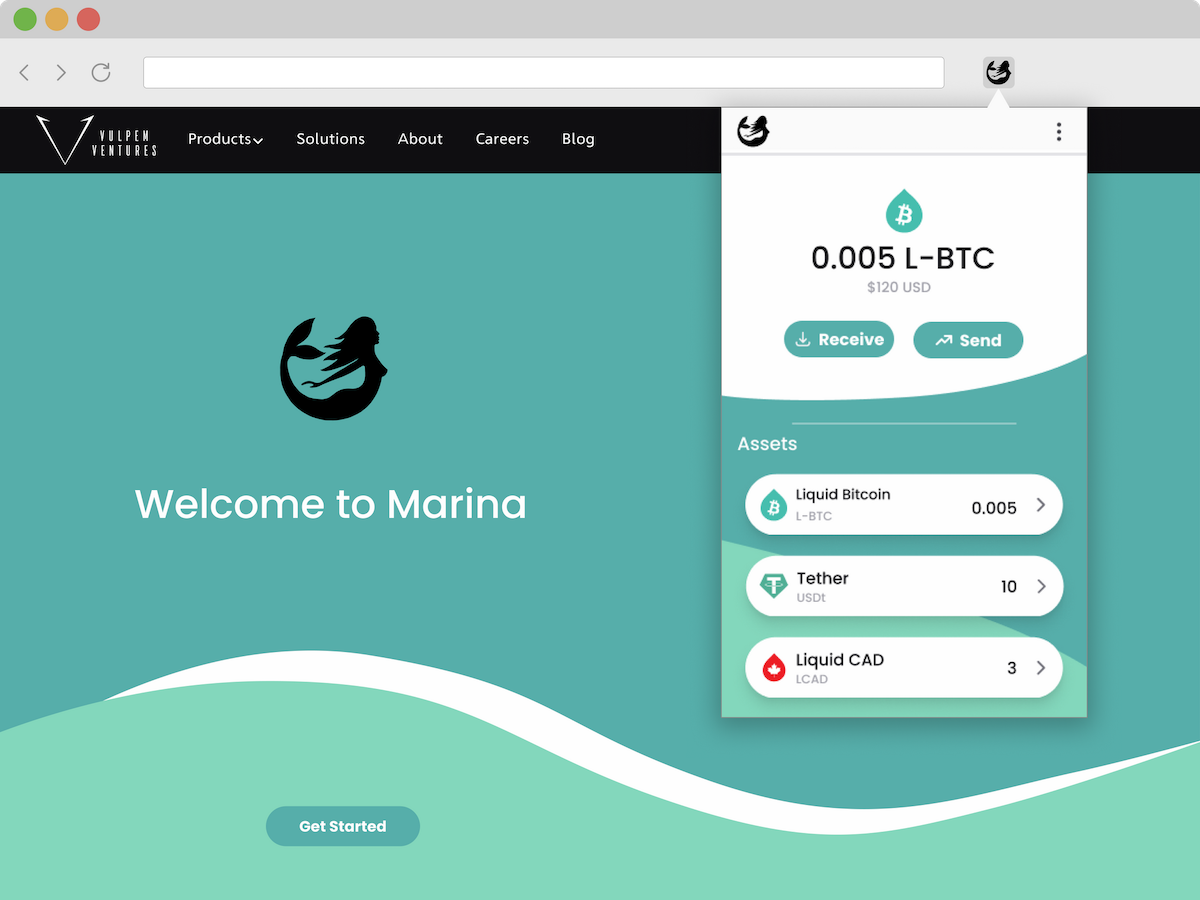 VULPEM
VENTURES
Products
Solutions
About
Careers
Blog
Welcome to Marina
Get Started
0.005 L-BTC
$120 USD
Receive
Send
Assets
Liquid Bitcoin
L-BTC
0.005
Tether
USDt
10
Liquid CAD
LCAD
3